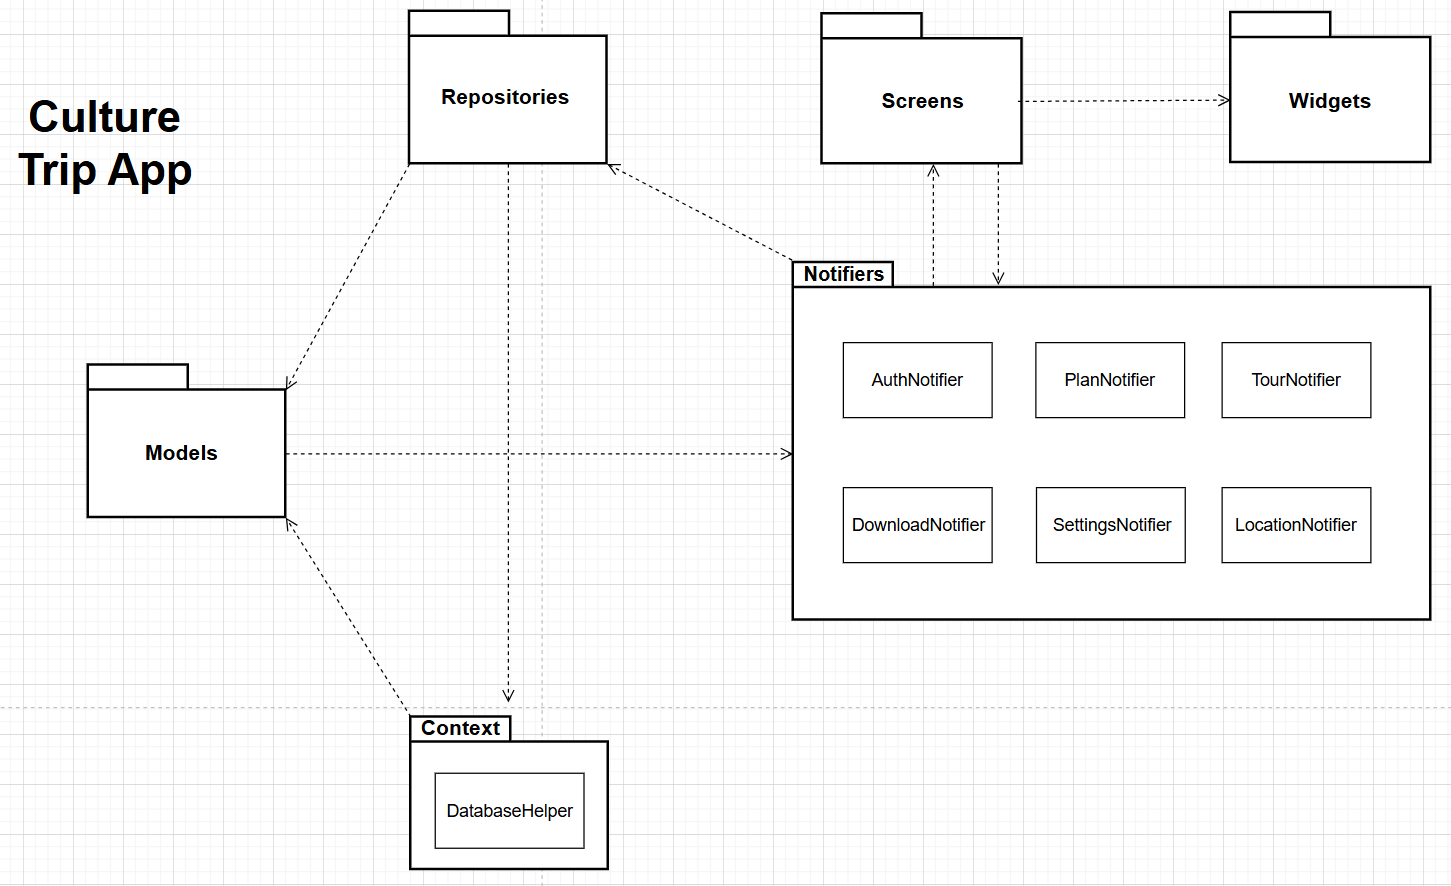 Culture
Trip App
Repositories
Screens
Widgets
Notifiers
AuthNotifier
PlanNotifier
TourNotifier
Models
DownloadNotifier
SettingsNotifier
LocationNotifier
Context
DatabaseHelper